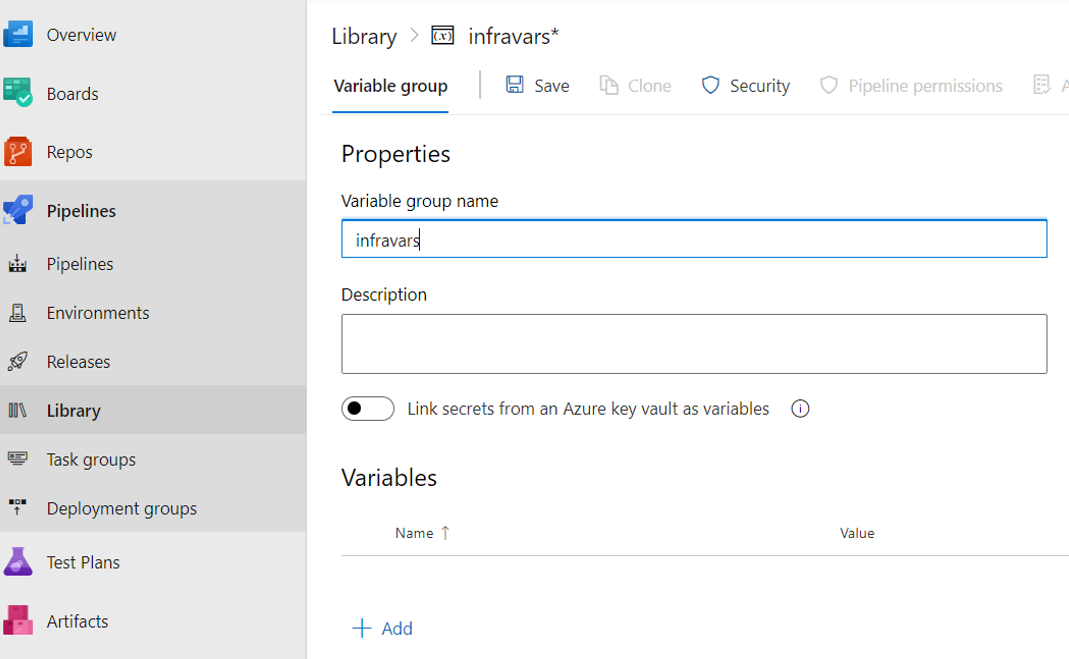 Overview
Boards
Repos
Pipelines
Pipelines
Environments
Releases
Library
Task groups
Deployment groups
Test Plans
Artifacts
Library > (x) infravars*
Variable group Save Clone Security Pipeline permissions A
Properties
Variable group name
infravars
Description
Link secrets from an Azure key vault as variables i
Variables
Name ↑ Value
+ Add